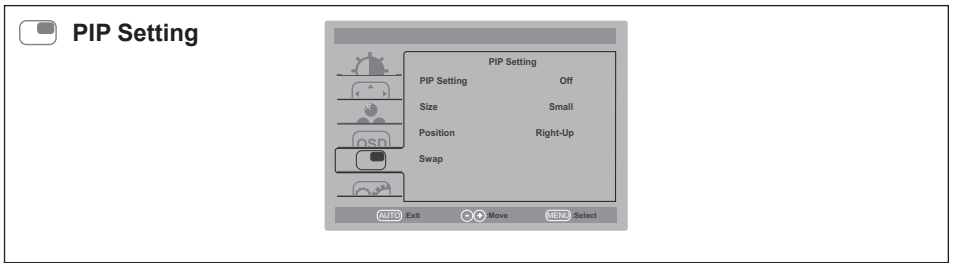 PIP Setting
PIP Setting
PIP Setting Off
Size Small
Position Right-Up
OSD
Swap
AUTO :Exit - + :Move MENU :Select